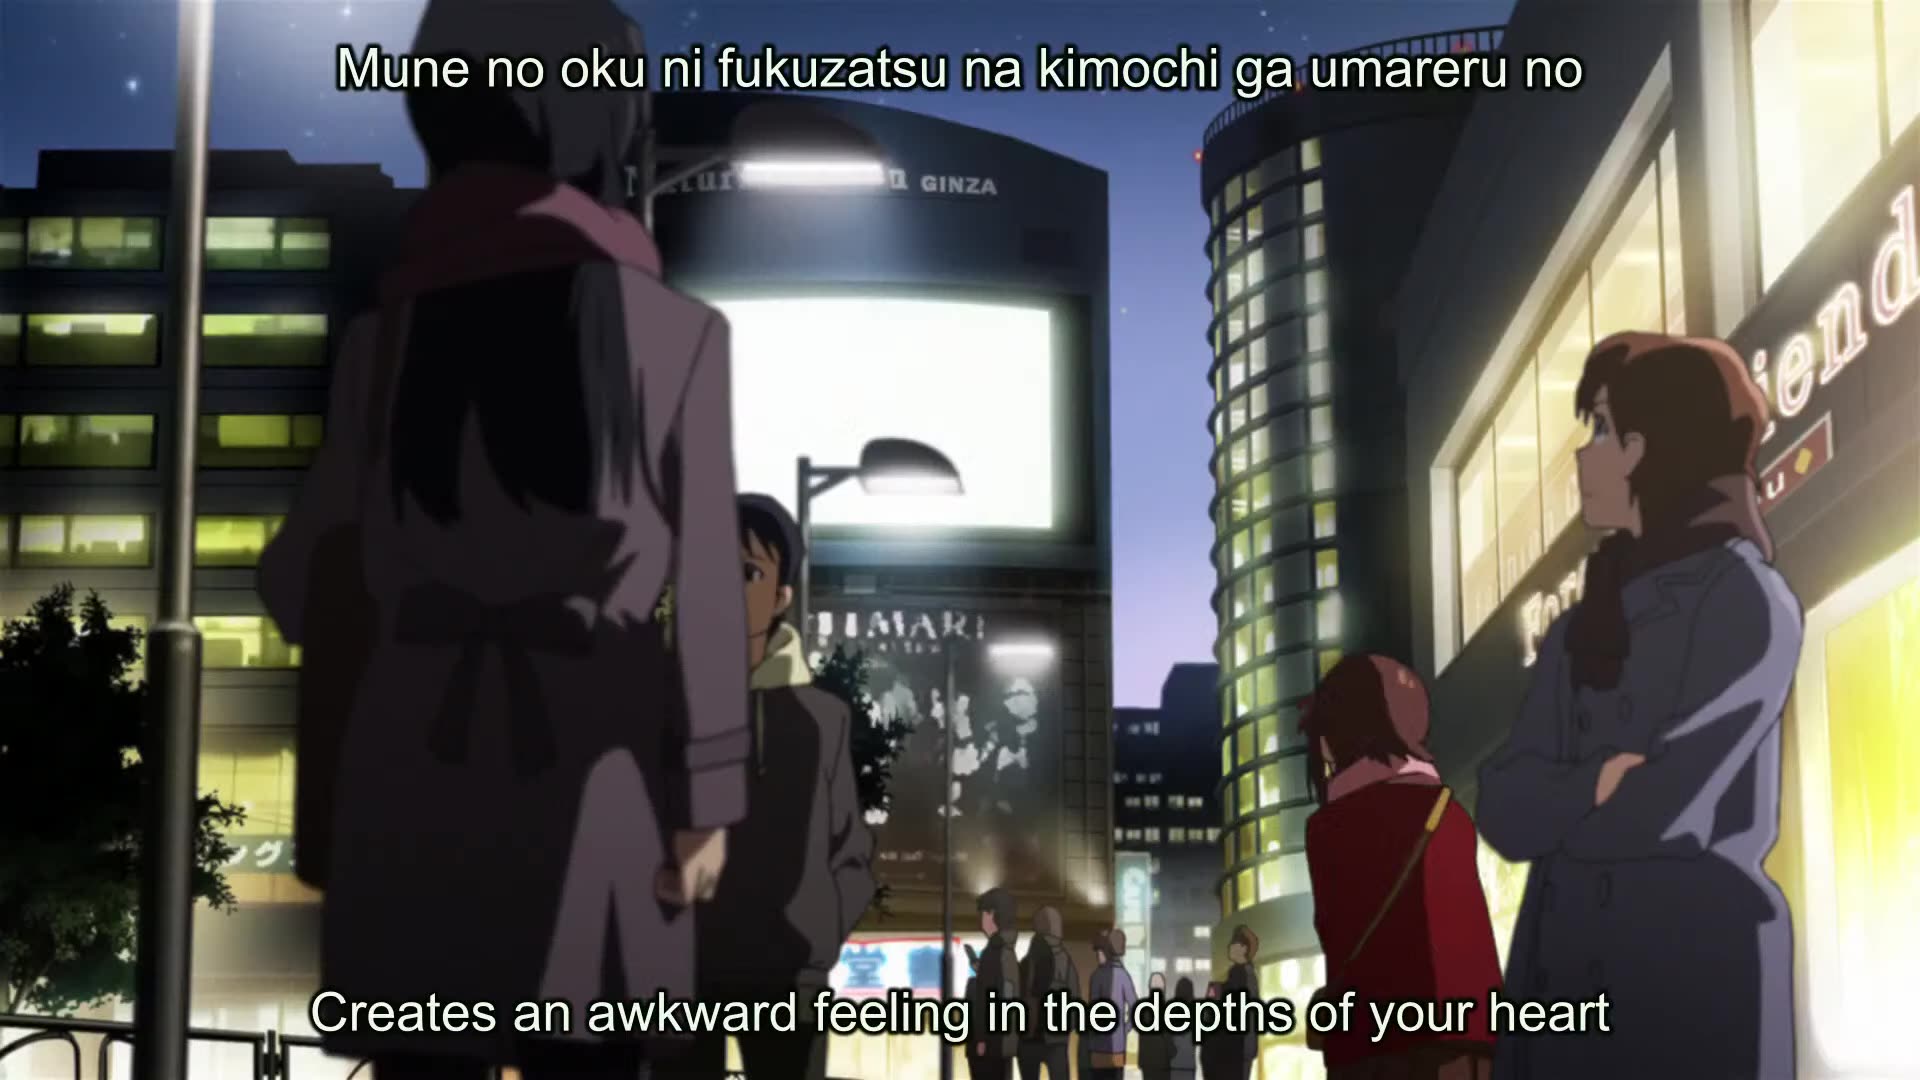 Mune no oku ni fukuzatsu na kimochi ga umareru no
GINZA
iend
Creates an awkward feeling in the depths of your heart